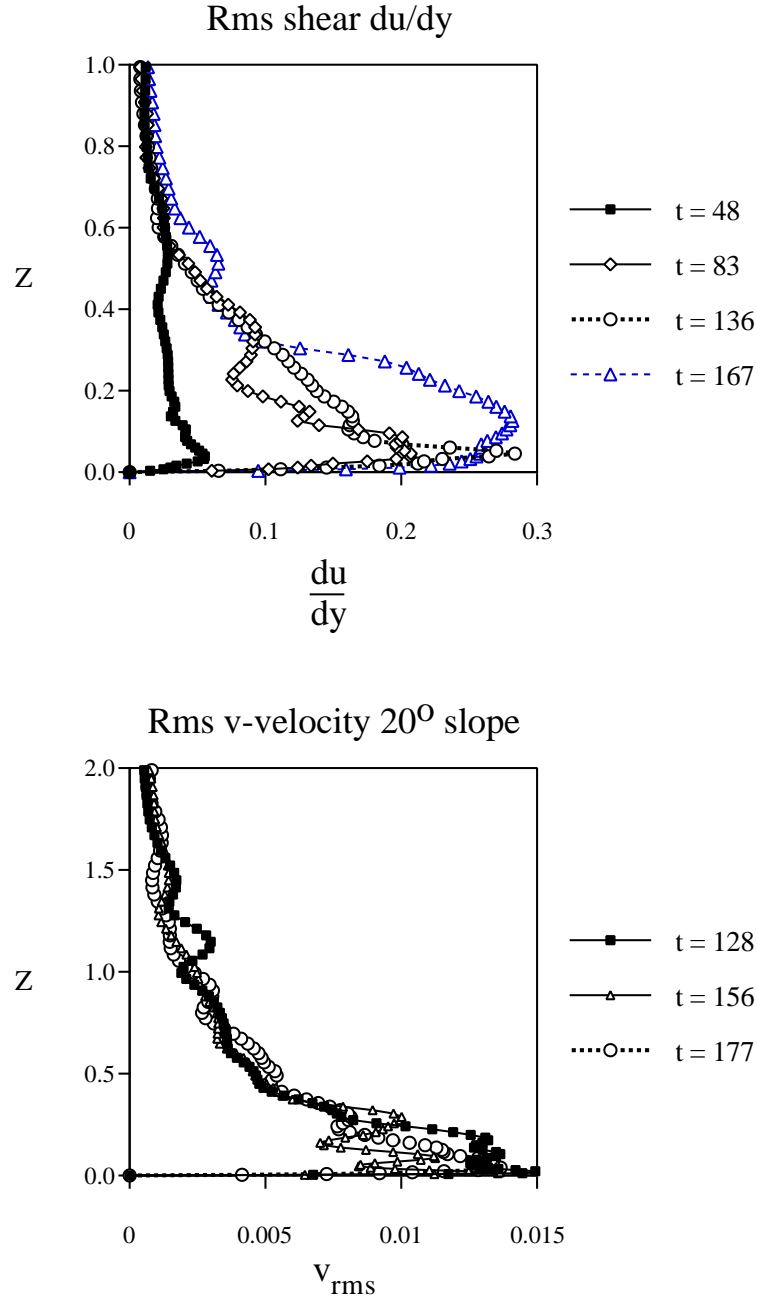 Rms shear du/dy
1.0
0.8
0.6
0.4
0.2
0.0
Z
0
0.1
0.2
0.3
du
dy
t = 48
t = 83
t = 136
t = 167
Rms v-velocity 20º slope
2.0
1.5
1.0
0.5
0.0
Z
0
0.005
0.01
0.015
vrms
t = 128
t = 156
t = 177